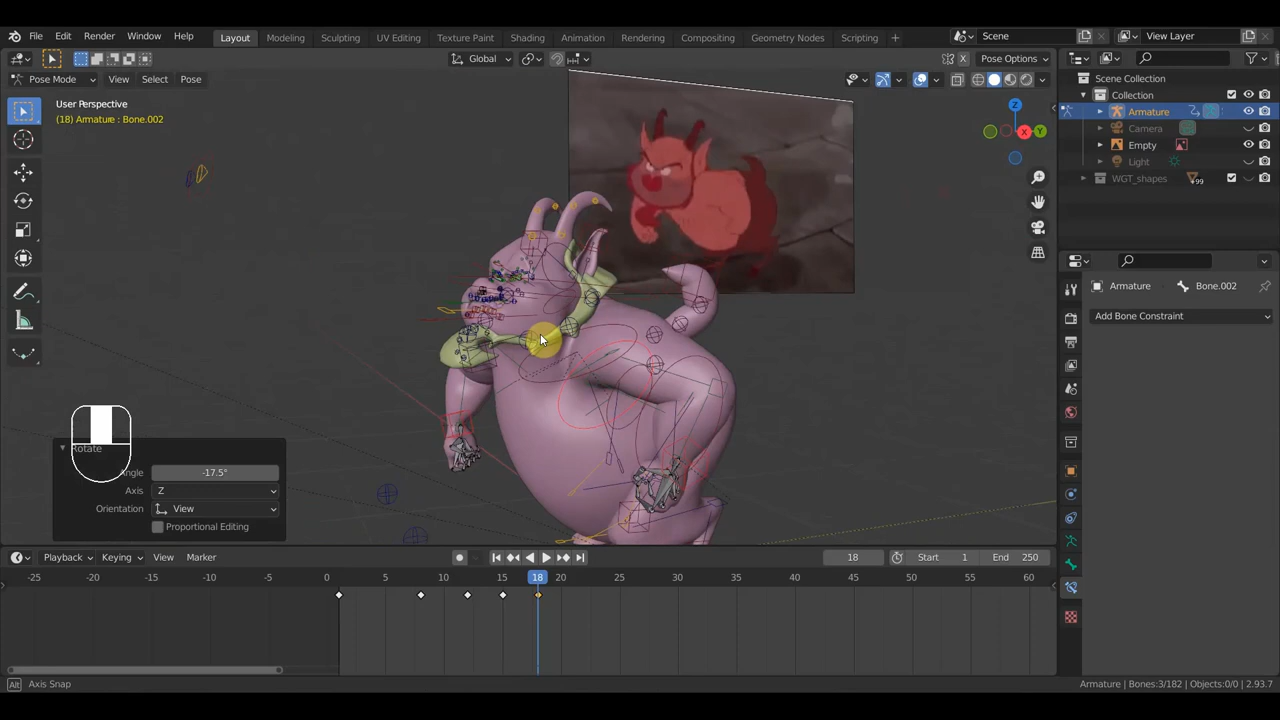 File Edit Render Window Help Layout Modeling Sculpting UV Editing Texture Paint Shading Animation Rendering Compositing Geometry Nodes Scripting + Scene View Layer
Global X Pose Options
Pose Mode View Select Pose
Scene Collection
User Perspective
(18) Armature : Bone.002
Collection
Armature
Camera
Empty
Light
WGT_shapes 99
Z
X
Y
Armature Bone.002
Add Bone Constraint
Rotate
Angle -17.5°
Axis Z
Orientation View
Proportional Editing
Playback Keying View Marker 18 Start 1 End 250
-25 -20 -15 -10 -5 0 5 10 15 18 20 25 30 35 40 45 50 55 60
Alt Axis Snap
Armature | Bones:3/182 | Objects:0/0 | 2.93.7